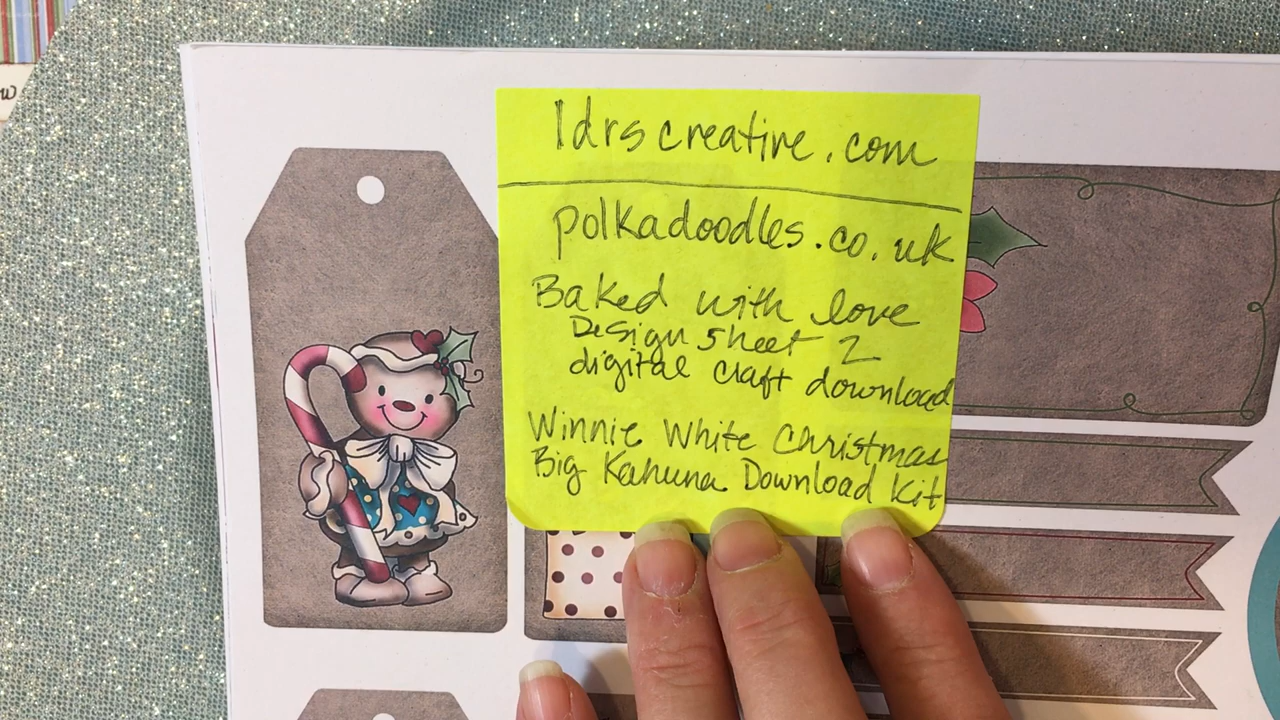 w
ldrscreative.com
polkadoodles.co.uk
Baked with love
Design Sheet 2
digital craft download
Winnie White Christmas
Big Kahuna Download Kit